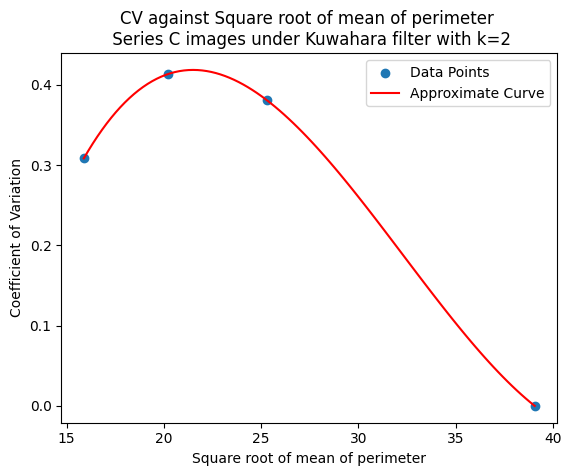 CV against Square root of mean of perimeter
Series C images under Kuwahara filter with k=2
Data Points
Approximate Curve
Coefficient of Variation
0.4
0.3
0.2
0.1
0.0
15 20 25 30 35 40
Square root of mean of perimeter